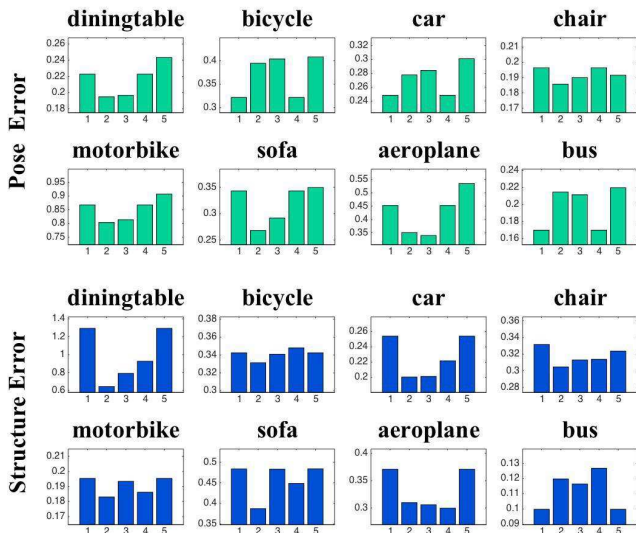 Pose Error
diningtable bicycle car chair
0.26 0.24 0.22 0.2 0.18
0.4 0.3
0.32 0.3 0.28 0.26 0.24
0.21 0.2 0.19 0.18 0.17
1 2 3 4 5 1 2 3 4 5 1 2 3 4 5 1 2 3 4 5
motorbike sofa aeroplane bus
0.95 0.9 0.85 0.8 0.75
0.35 0.25
0.55 0.5 0.45 0.4 0.35
0.24 0.22 0.2 0.18 0.16
1 2 3 4 5 1 2 3 4 5 1 2 3 4 5 1 2 3 4 5
Structure Error
diningtable bicycle car chair
1.4 1.2 1 0.8 0.6
0.38 0.36 0.34 0.32 0.3
0.26 0.24 0.22 0.2
0.36 0.34 0.32 0.3 0.28
1 2 3 4 5 1 2 3 4 5 1 2 3 4 5 1 2 3 4 5
motorbike sofa aeroplane bus
0.21 0.2 0.19 0.18 0.17
0.5 0.45 0.4 0.35
0.4 0.3
0.13 0.12 0.11 0.1 0.09
1 2 3 4 5 1 2 3 4 5 1 2 3 4 5 1 2 3 4 5